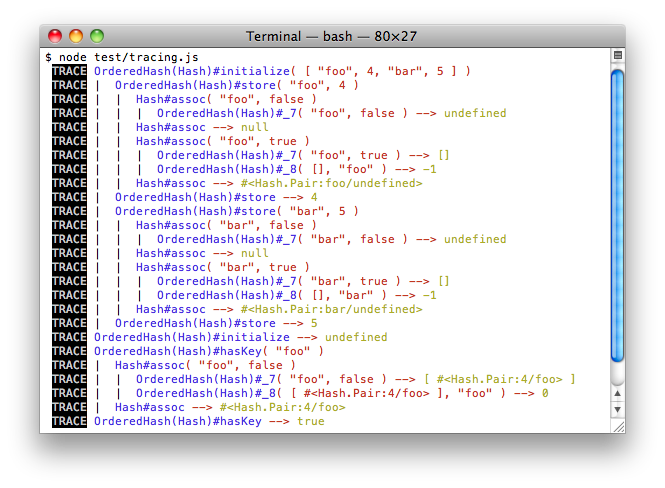 Terminal — bash — 80×27
$ node test/tracing.js
TRACE OrderedHash(Hash)#initialize( [ "foo", 4, "bar", 5 ] )
TRACE | OrderedHash(Hash)#store( "foo", 4 )
TRACE | | Hash#assoc( "foo", false )
TRACE | | | OrderedHash(Hash)#_7( "foo", false ) --> undefined
TRACE | | Hash#assoc --> null
TRACE | | Hash#assoc( "foo", true )
TRACE | | | OrderedHash(Hash)#_7( "foo", true ) --> []
TRACE | | | OrderedHash(Hash)#_8( [], "foo" ) --> -1
TRACE | | Hash#assoc --> #<Hash.Pair:foo/undefined>
TRACE | OrderedHash(Hash)#store --> 4
TRACE | OrderedHash(Hash)#store( "bar", 5 )
TRACE | | Hash#assoc( "bar", false )
TRACE | | | OrderedHash(Hash)#_7( "bar", false ) --> undefined
TRACE | | Hash#assoc --> null
TRACE | | Hash#assoc( "bar", true )
TRACE | | | OrderedHash(Hash)#_7( "bar", true ) --> []
TRACE | | | OrderedHash(Hash)#_8( [], "bar" ) --> -1
TRACE | | Hash#assoc --> #<Hash.Pair:bar/undefined>
TRACE | OrderedHash(Hash)#store --> 5
TRACE OrderedHash(Hash)#initialize --> undefined
TRACE OrderedHash(Hash)#hasKey( "foo" )
TRACE | Hash#assoc( "foo", false )
TRACE | | OrderedHash(Hash)#_7( "foo", false ) --> [ #<Hash.Pair:4/foo> ]
TRACE | | OrderedHash(Hash)#_8( [ #<Hash.Pair:4/foo> ], "foo" ) --> 0
TRACE | Hash#assoc --> #<Hash.Pair:4/foo>
TRACE OrderedHash(Hash)#hasKey --> true